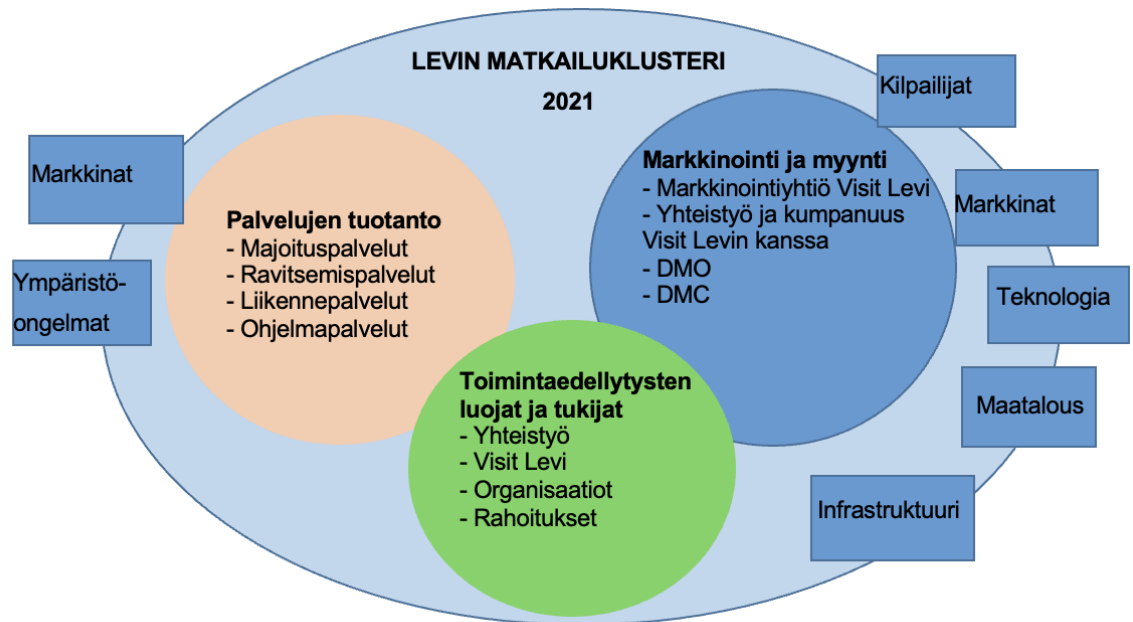 LEVIN MATKAILUKLUSTERI
2021
Markkinat
Ympäristö-
ongelmat
Palvelujen tuotanto
- Majoituspalvelut
- Ravitsemispalvelut
- Liikennepalvelut
- Ohjelmapalvelut
Toimintaedellytysten
luojat ja tukijat
- Yhteistyö
- Visit Levi
- Organisaatiot
- Rahoitukset
Markkinointi ja myynti
- Markkinointiyhtiö Visit Levi
- Yhteistyö ja kumpanuus
Visit Levin kanssa
- DMO
- DMC
Kilpailijat
Markkinat
Teknologia
Maatalous
Infrastruktuuri